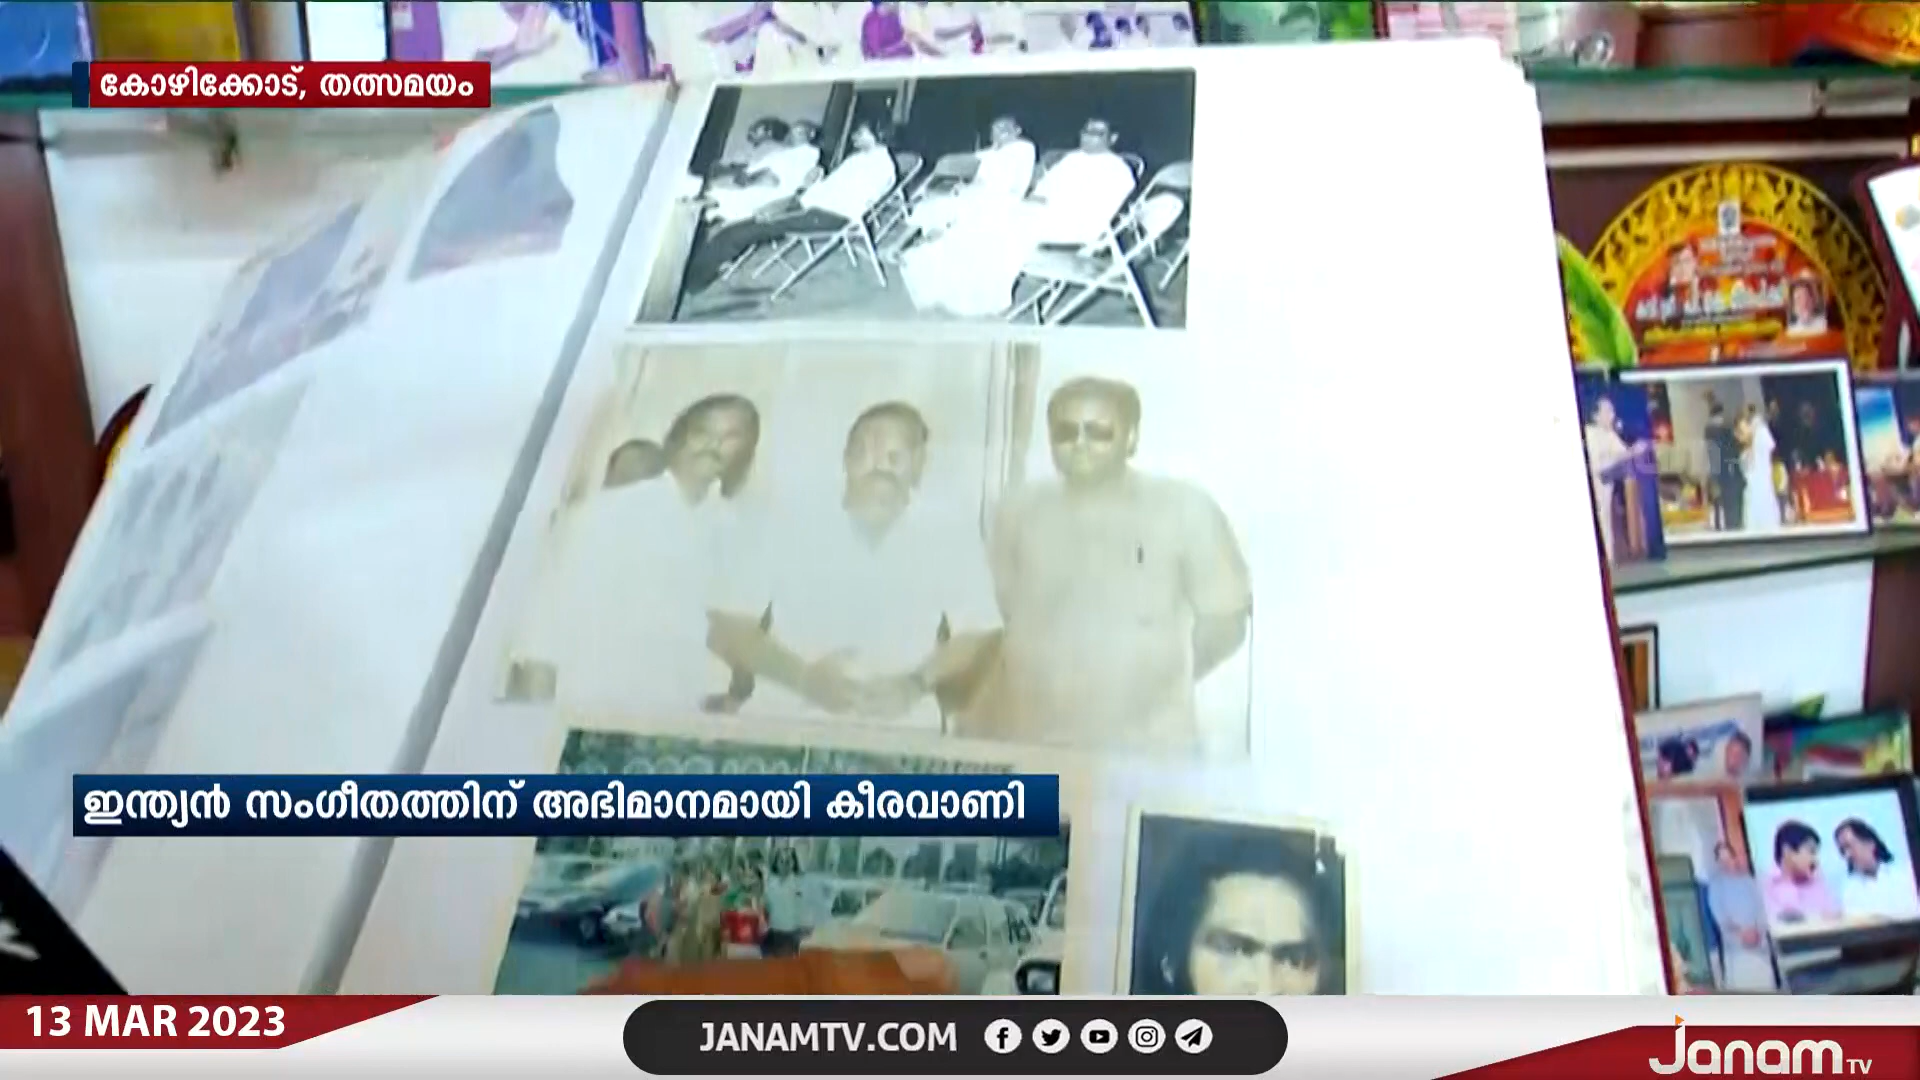 കോഴിക്കോട്, തത്സമയം
ഇന്ത്യൻ സംഗീതത്തിന് അഭിമാനമായി കീരവാണി
13 MAR 2023
JANAMTV.COM
Janam TV